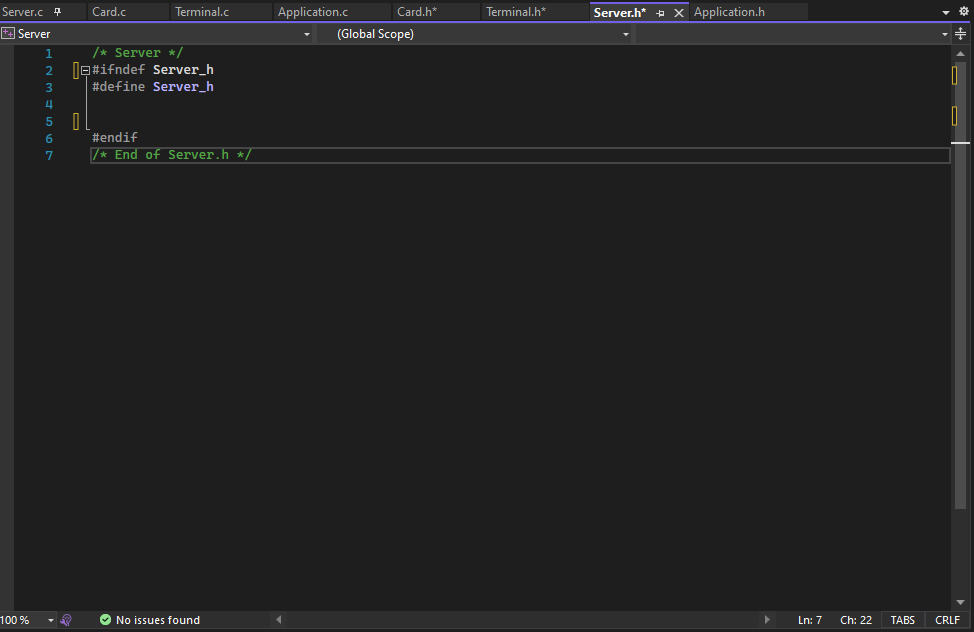 Server.c Card.c Terminal.c Application.c Card.h* Terminal.h* Server.h* Application.h
Server (Global Scope)
1 /* Server */
2 #ifndef Server_h
3 #define Server_h
4
5
6 #endif
7 /* End of Server.h */
100 % No issues found Ln: 7 Ch: 22 TABS CRLF